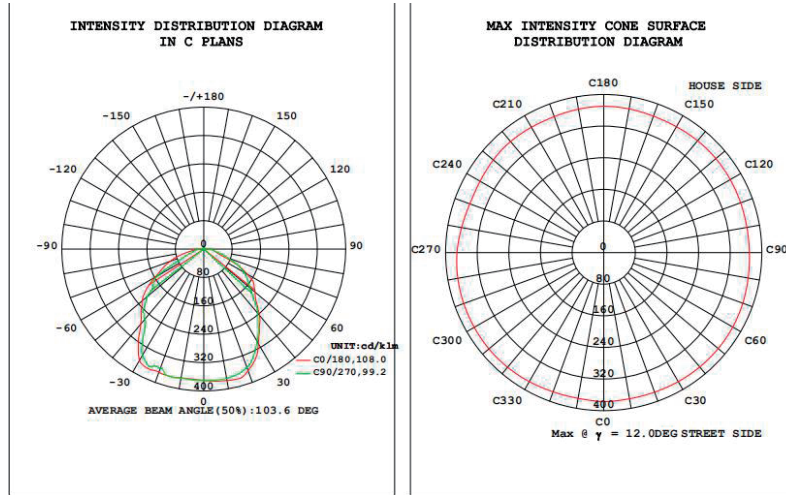 INTENSITY DISTRIBUTION DIAGRAM
IN C PLANS
-/+180
-150
150
-120
120
-90
90
-60
60
-30
30
0
0
80
160
240
320
400
UNIT:cd/klm
C0/180,108.0
C90/270,99.2
AVERAGE BEAM ANGLE(50%):103.6 DEG
MAX INTENSITY CONE SURFACE
DISTRIBUTION DIAGRAM
C180
HOUSE SIDE
C210
C150
C240
C120
C270
C90
C300
C60
C330
C30
C0
0
80
160
240
320
400
Max @ γ = 12.0DEG STREET SIDE